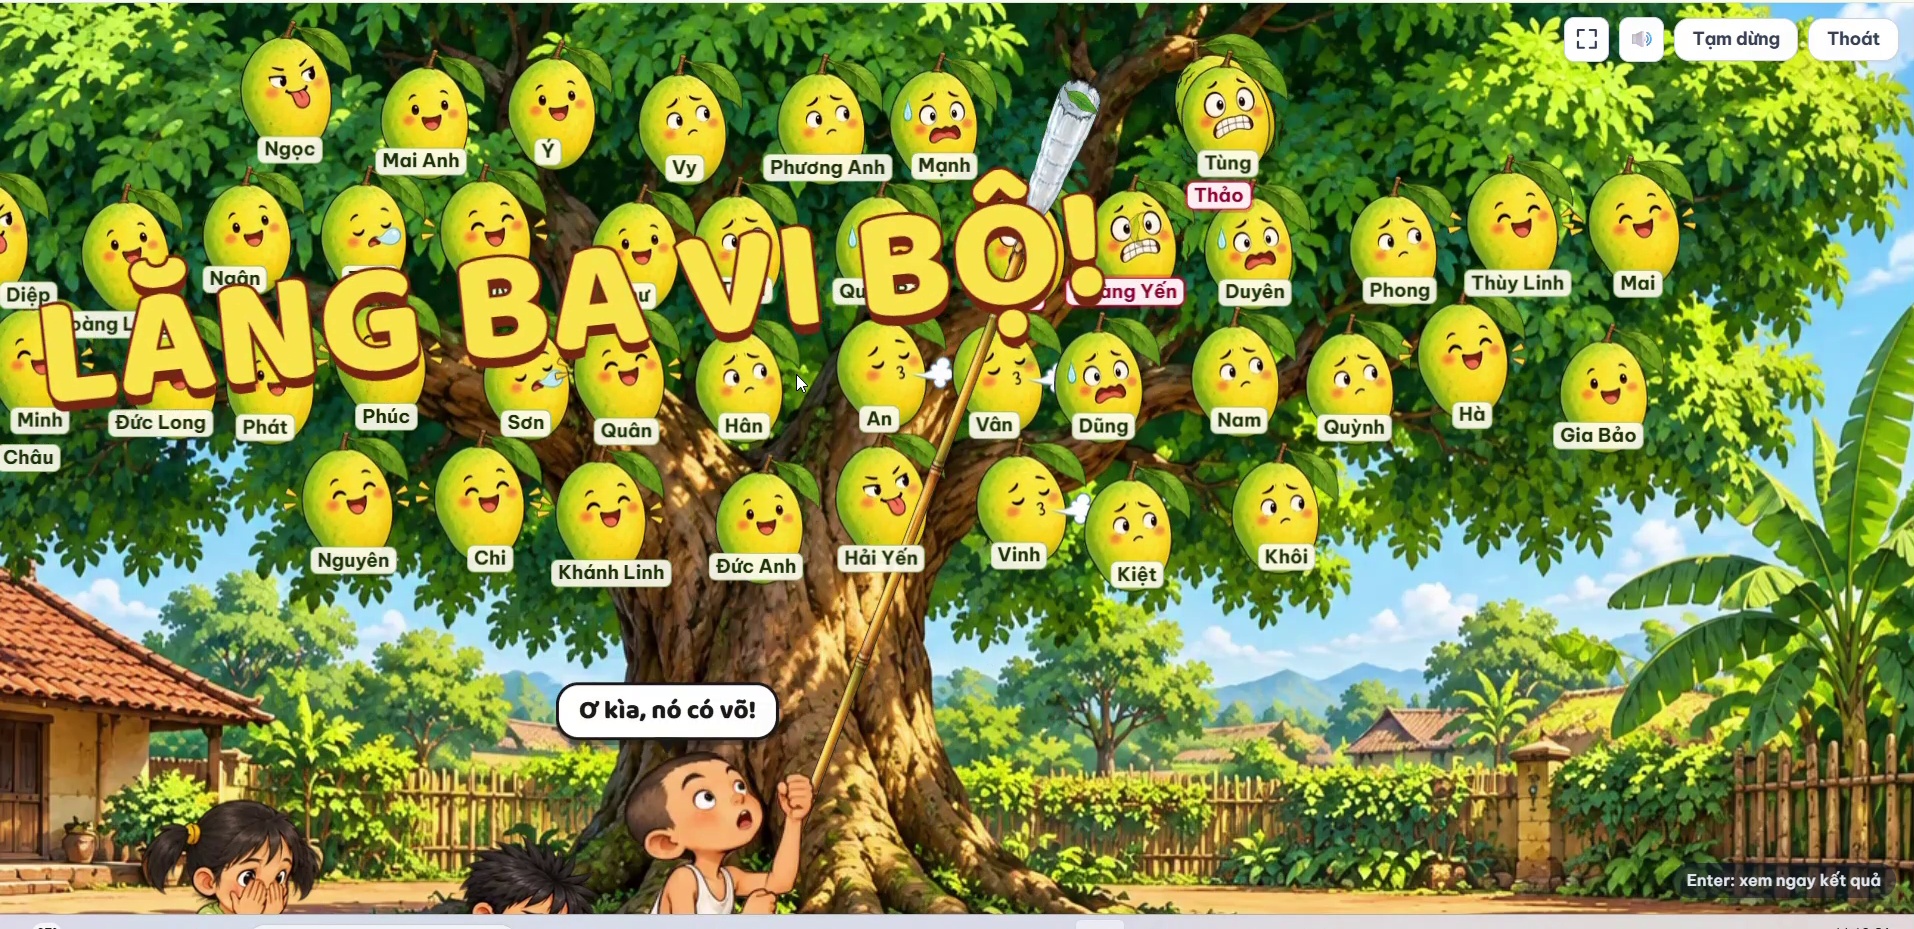 Tạm dừng
Thoát
Ngọc
Mai Anh
Ý
Vy
Phương Anh
Mạnh
Tùng
Thảo
Diệp
Ngân
Duyên
Phong
Thùy Linh
Mai
Yến
LĂNG BA VI BỘ!
Minh
Đức Long
Phát
Phúc
Sơn
Quân
Hân
An
Vân
Dũng
Nam
Quỳnh
Hà
Gia Bảo
Châu
Nguyên
Chi
Khánh Linh
Đức Anh
Hải Yến
Vinh
Kiệt
Khôi
Ơ kìa, nó có võ!
Enter: xem ngay kết quả